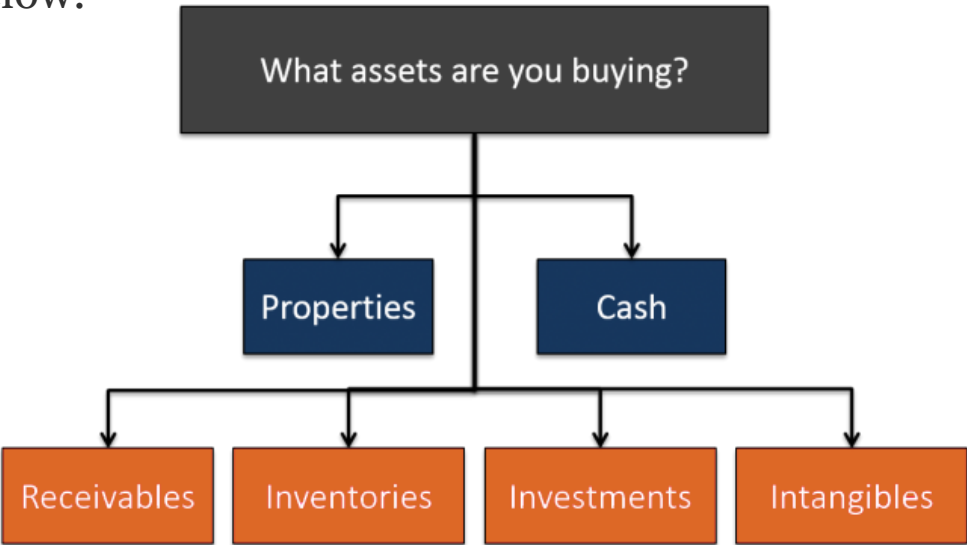 What assets are you buying?
Properties
Cash
Receivables
Inventories
Investments
Intangibles